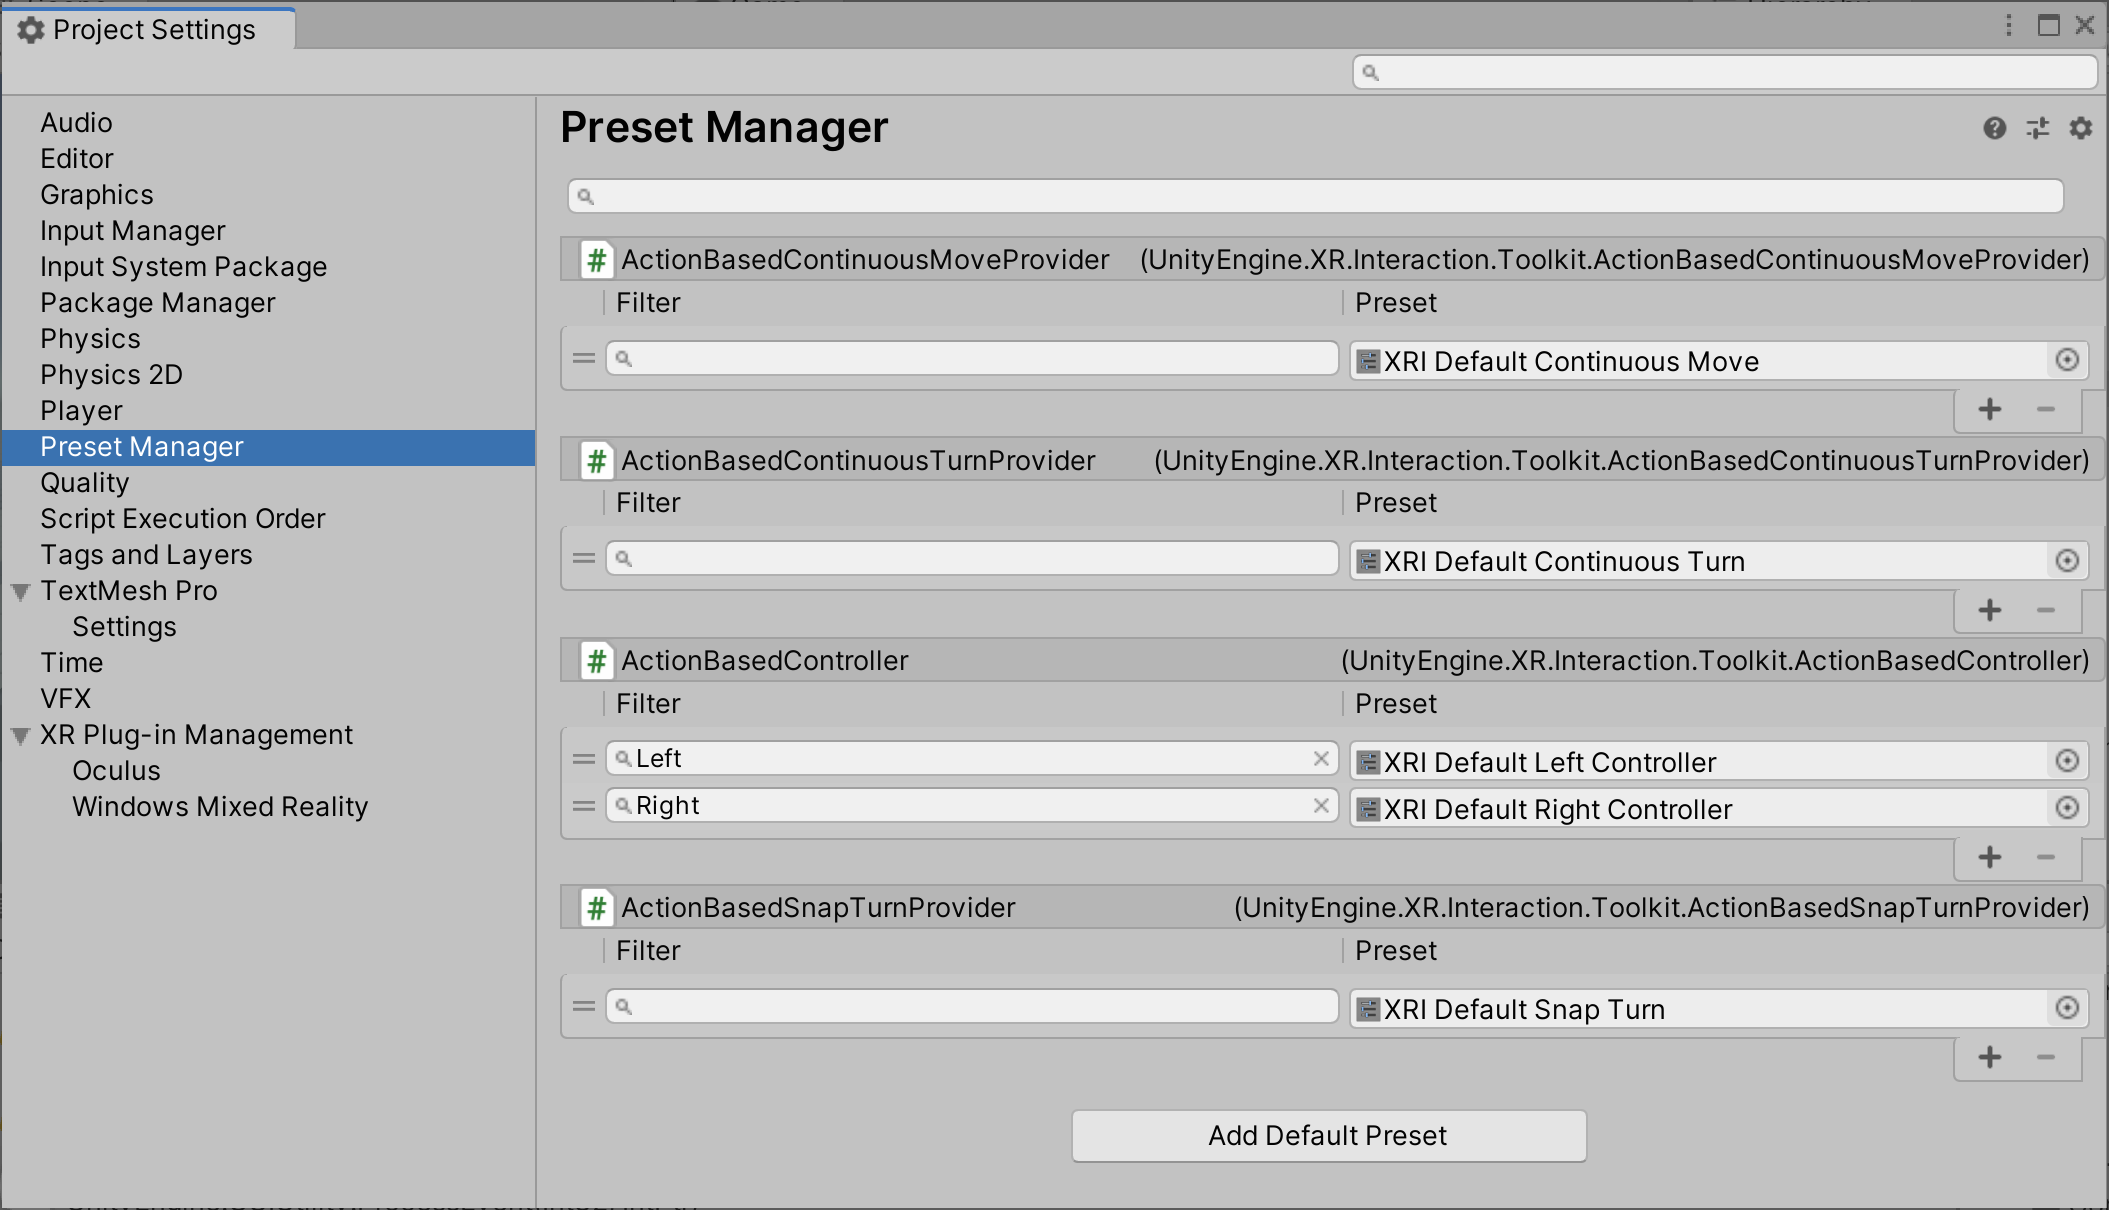 Project Settings
Audio
Editor
Graphics
Input Manager
Input System Package
Package Manager
Physics
Physics 2D
Player
Preset Manager
Quality
Script Execution Order
Tags and Layers
TextMesh Pro
Settings
Time
VFX
XR Plug-in Management
Oculus
Windows Mixed Reality
Preset Manager
# ActionBasedContinuousMoveProvider (UnityEngine.XR.Interaction.Toolkit.ActionBasedContinuousMoveProvider)
Filter Preset
XRI Default Continuous Move
# ActionBasedContinuousTurnProvider (UnityEngine.XR.Interaction.Toolkit.ActionBasedContinuousTurnProvider)
Filter Preset
XRI Default Continuous Turn
# ActionBasedController (UnityEngine.XR.Interaction.Toolkit.ActionBasedController)
Filter Preset
Left XRI Default Left Controller
Right XRI Default Right Controller
# ActionBasedSnapTurnProvider (UnityEngine.XR.Interaction.Toolkit.ActionBasedSnapTurnProvider)
Filter Preset
XRI Default Snap Turn
Add Default Preset